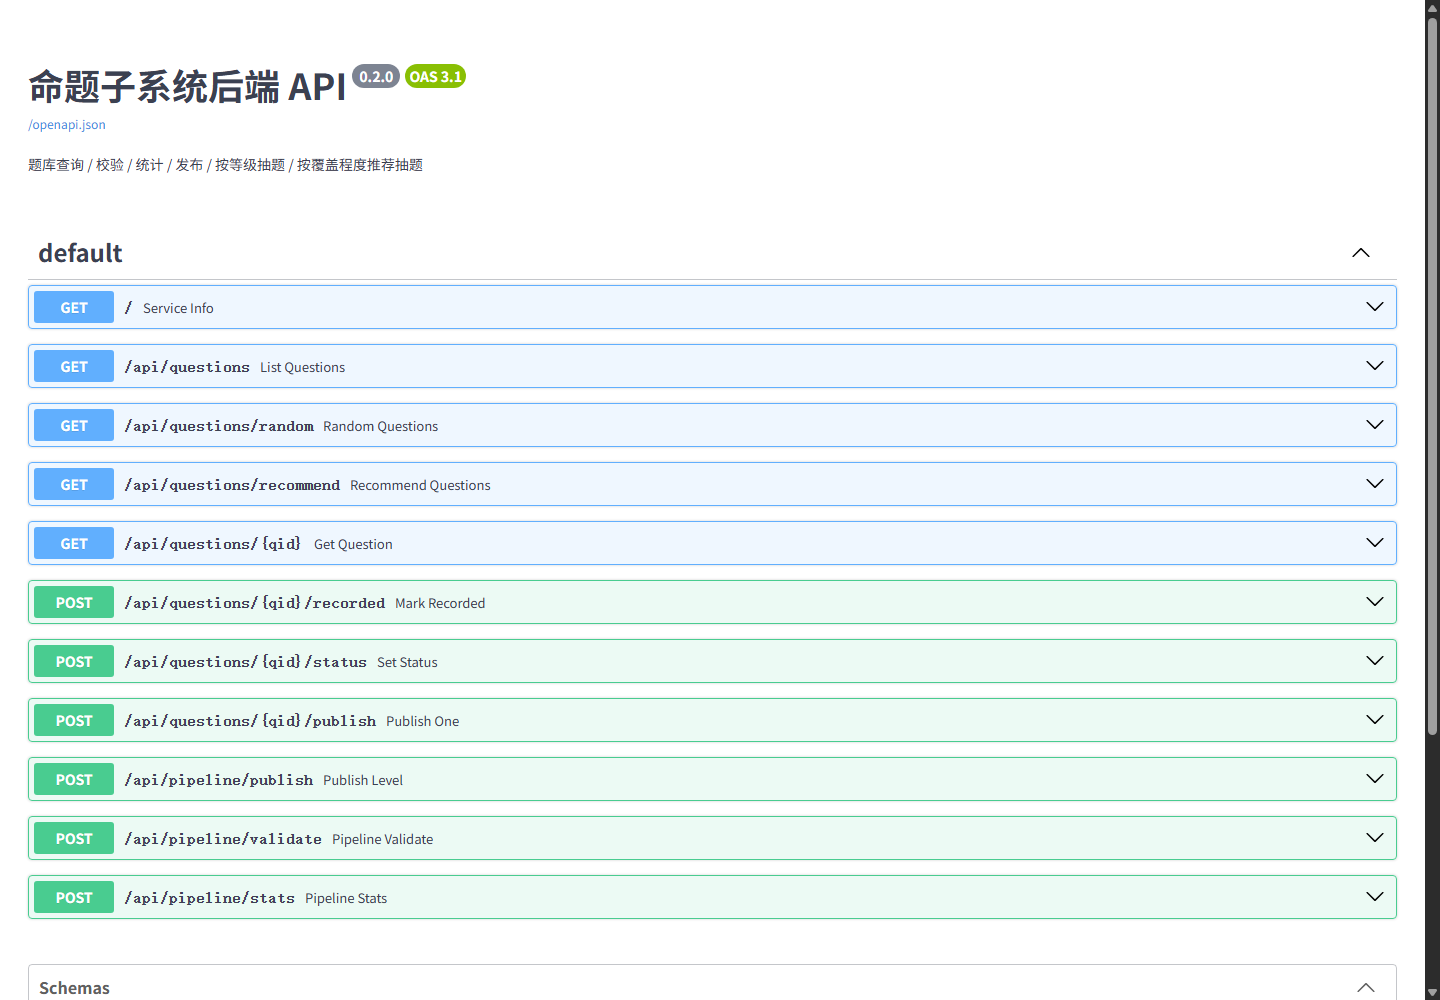 命题子系统后端 API 0.2.0 OAS 3.1
/openapi.json
题库查询 / 校验 / 统计 / 发布 / 按等级抽题 / 按覆盖程度推荐抽题
default
GET / Service Info
GET /api/questions List Questions
GET /api/questions/random Random Questions
GET /api/questions/recommend Recommend Questions
GET /api/questions/{qid} Get Question
POST /api/questions/{qid}/recorded Mark Recorded
POST /api/questions/{qid}/status Set Status
POST /api/questions/{qid}/publish Publish One
POST /api/pipeline/publish Publish Level
POST /api/pipeline/validate Pipeline Validate
POST /api/pipeline/stats Pipeline Stats
Schemas